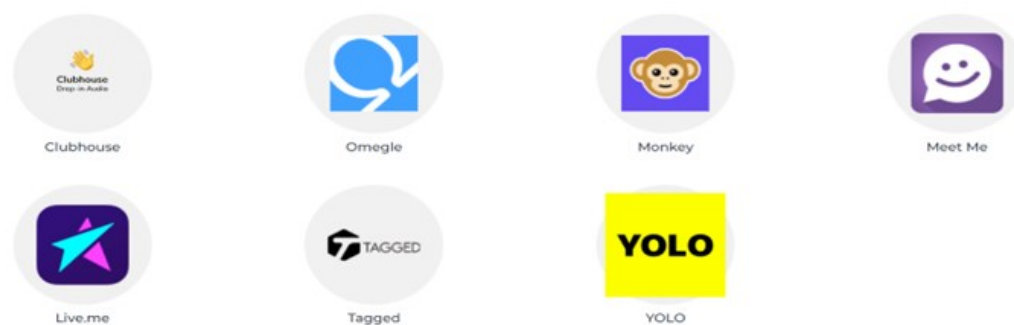 Clubhouse
Drop-in Audio
Clubhouse
Omegle
Monkey
Meet Me
TAGGED
YOLO
Live.me
Tagged
YOLO